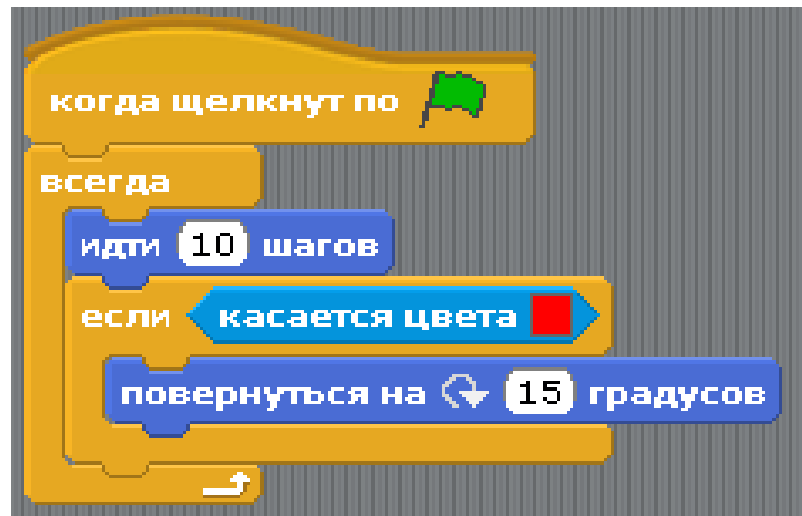 когда щелкнут по
всегда
идти 10 шагов
если касается цвета
повернуться на 15 градусов